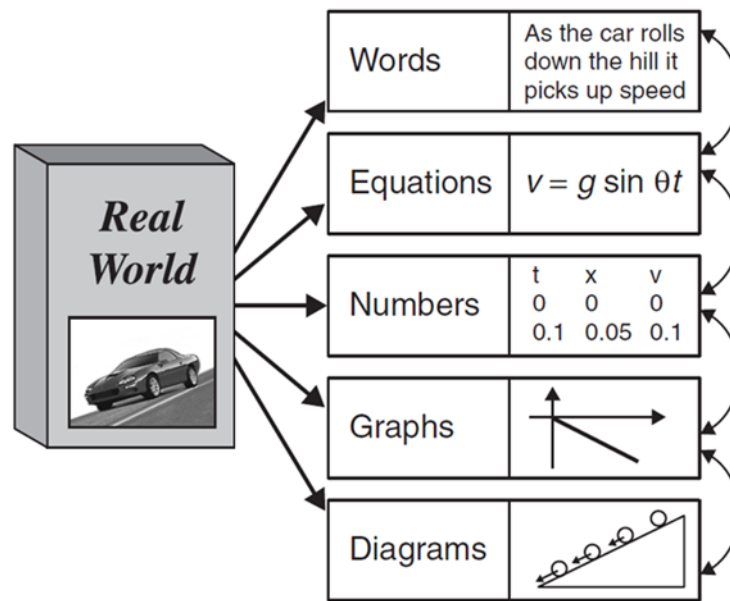 Real
World
Words
As the car rolls
down the hill it
picks up speed
Equations
v = g sin θt
Numbers
t x v
0 0 0
0.1 0.05 0.1
Graphs
Diagrams